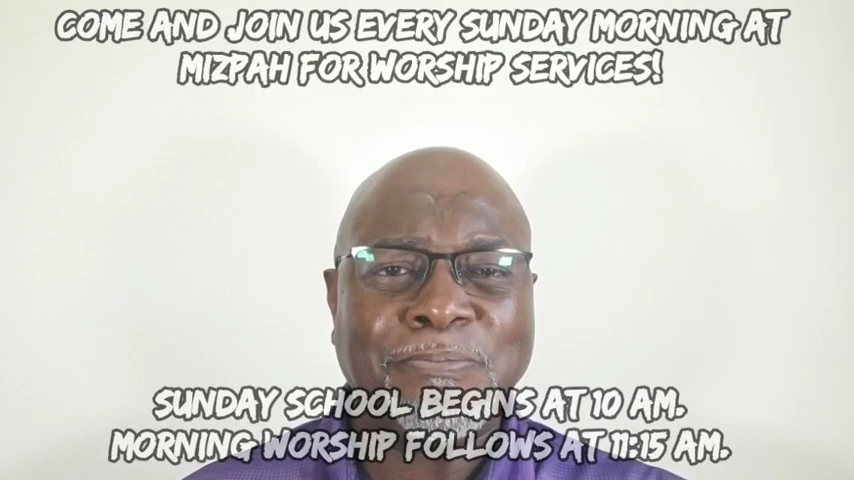 COME AND JOIN US EVERY SUNDAY MORNING AT
MIZPAH FOR WORSHIP SERVICES!
SUNDAY SCHOOL BEGINS AT 10 AM.
MORNING WORSHIP FOLLOWS AT 11:15 AM.